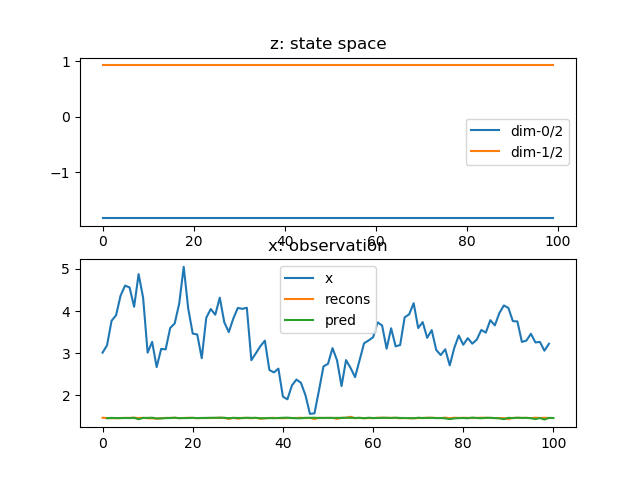 z: state space
1
0
−1
dim-0/2
dim-1/2
0 20 40 60 80 100
x: observation
5
4
3
2
x
recons
pred
0 20 40 60 80 100